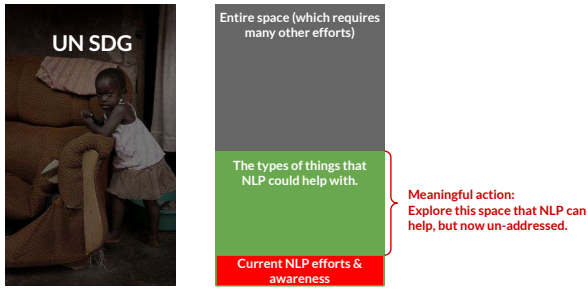 UN SDG
Entire space (which requires
many other efforts)
The types of things that
NLP could help with.
Meaningful action:
Explore this space that NLP can
help, but now un-addressed.
Current NLP efforts &
awareness